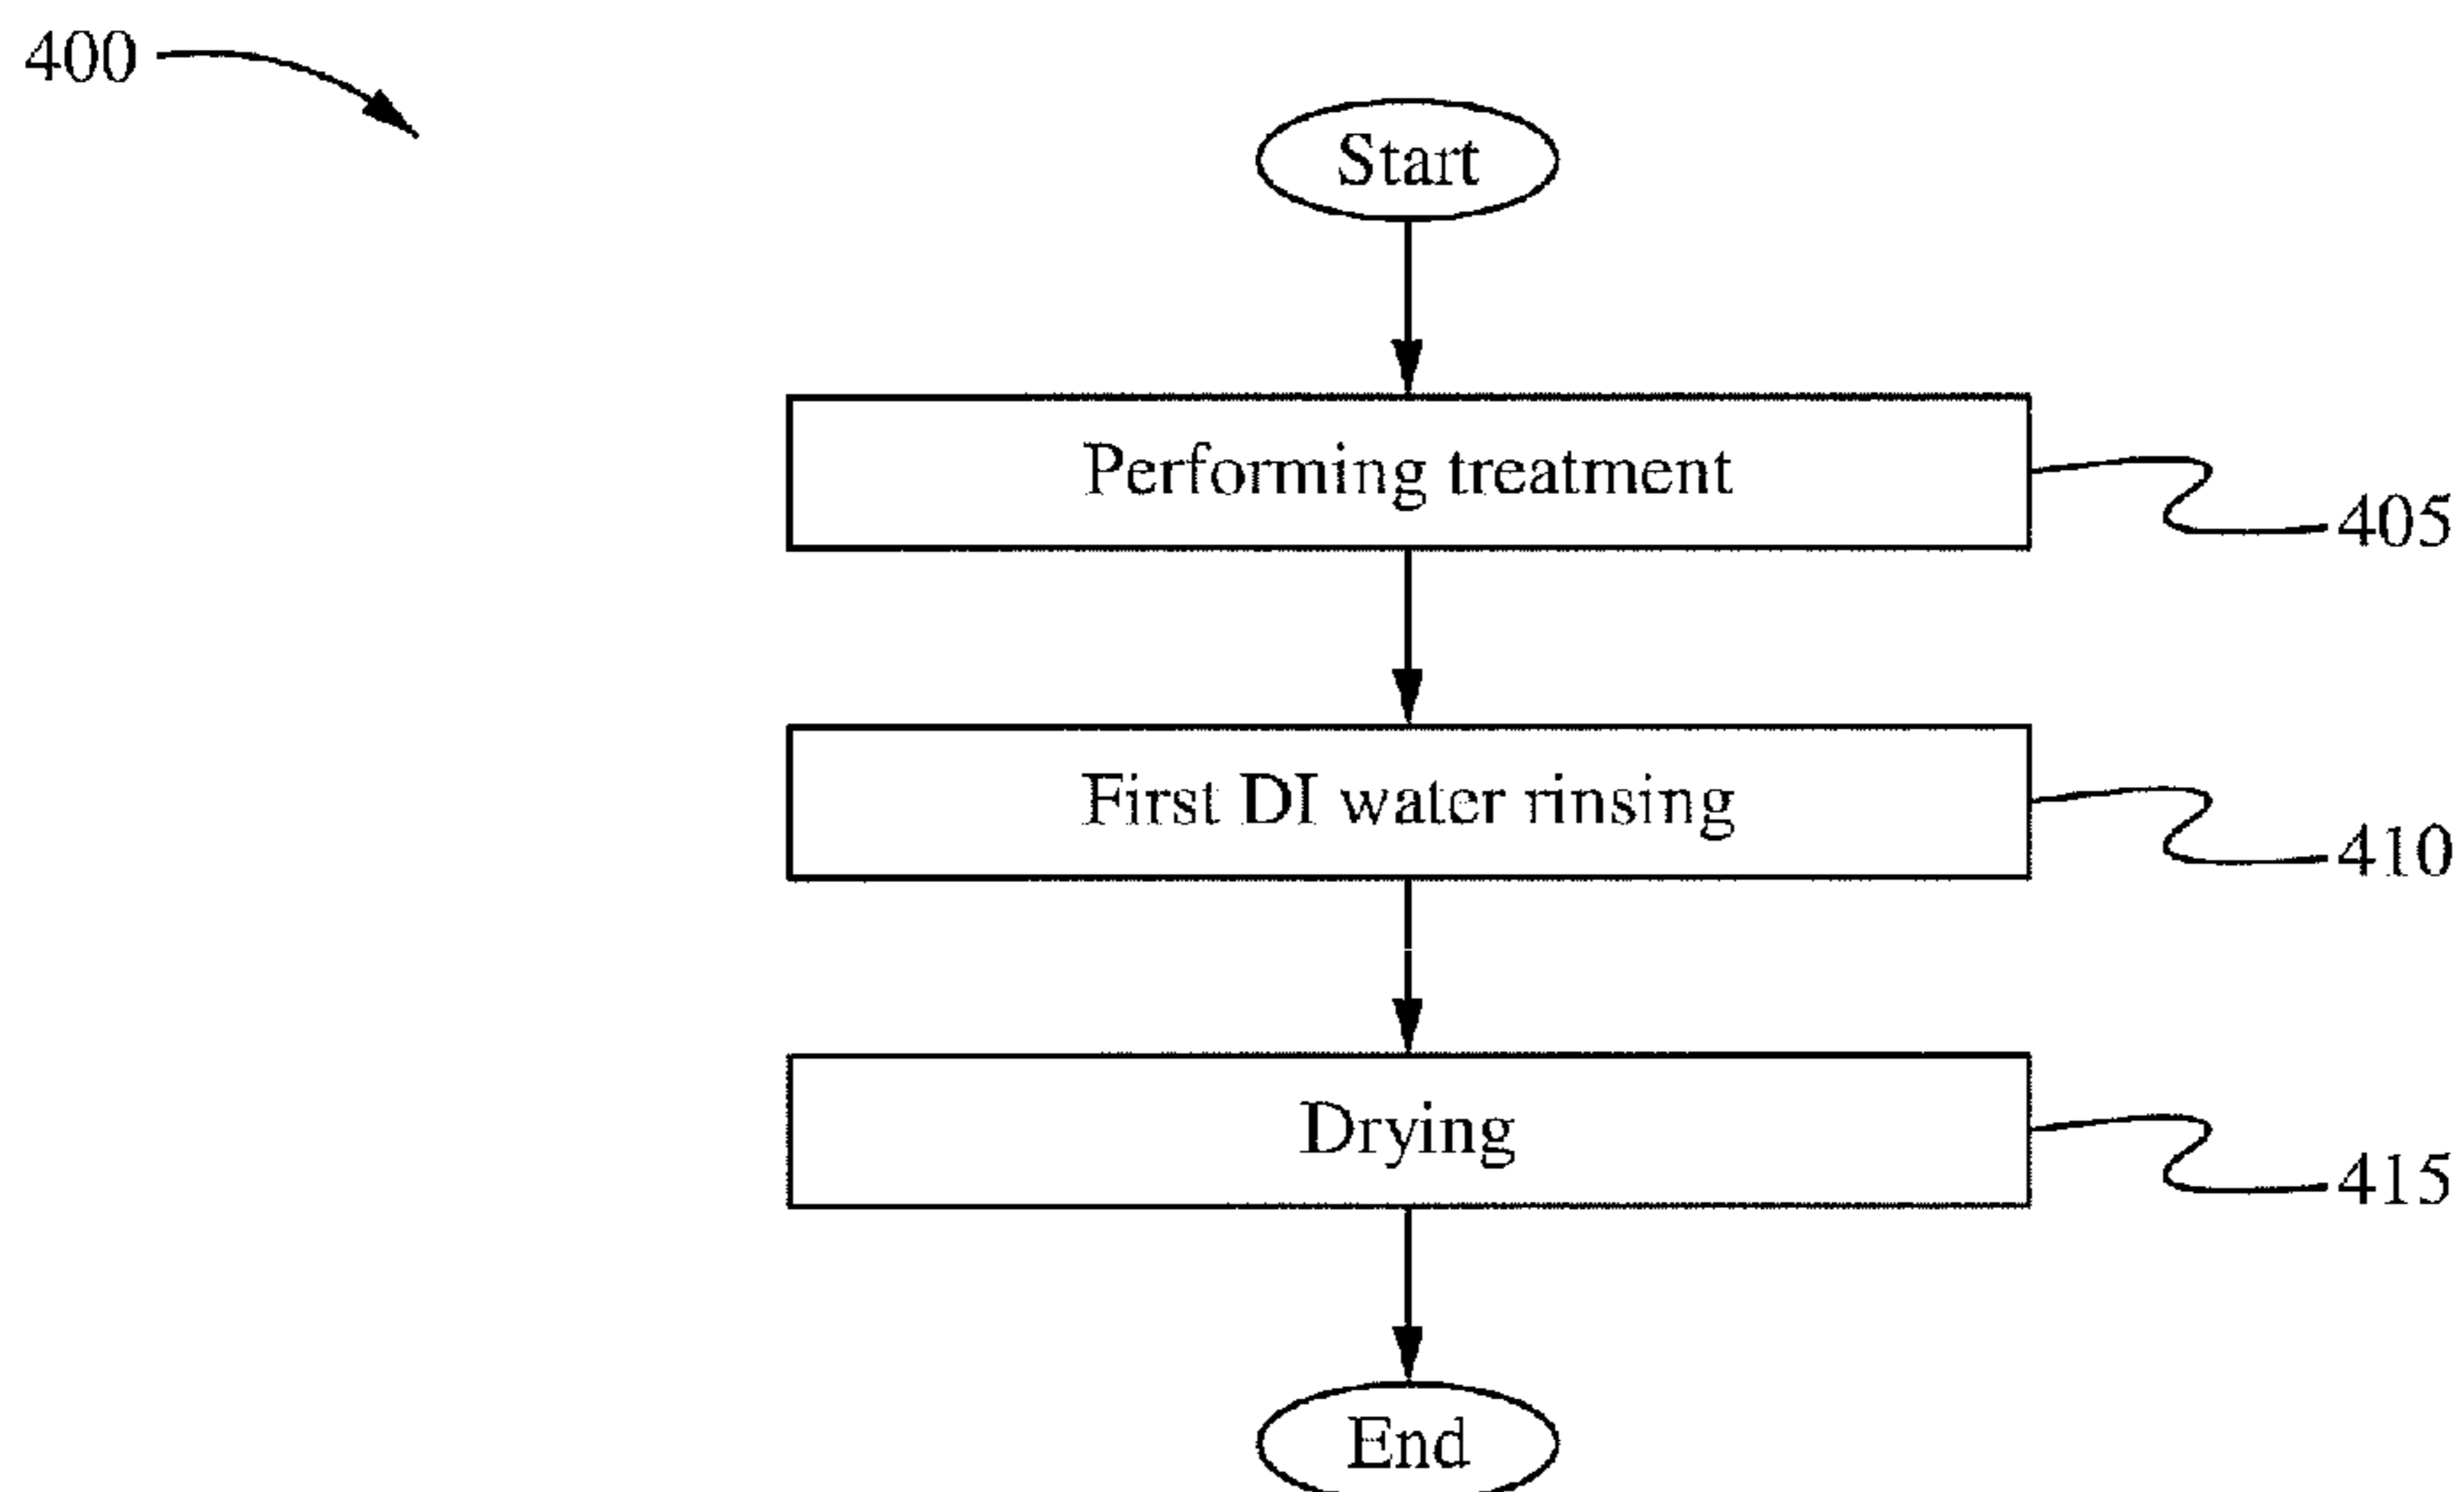 400
Start
Performing treatment
405
First DI water rinsing
410
Drying
415
End